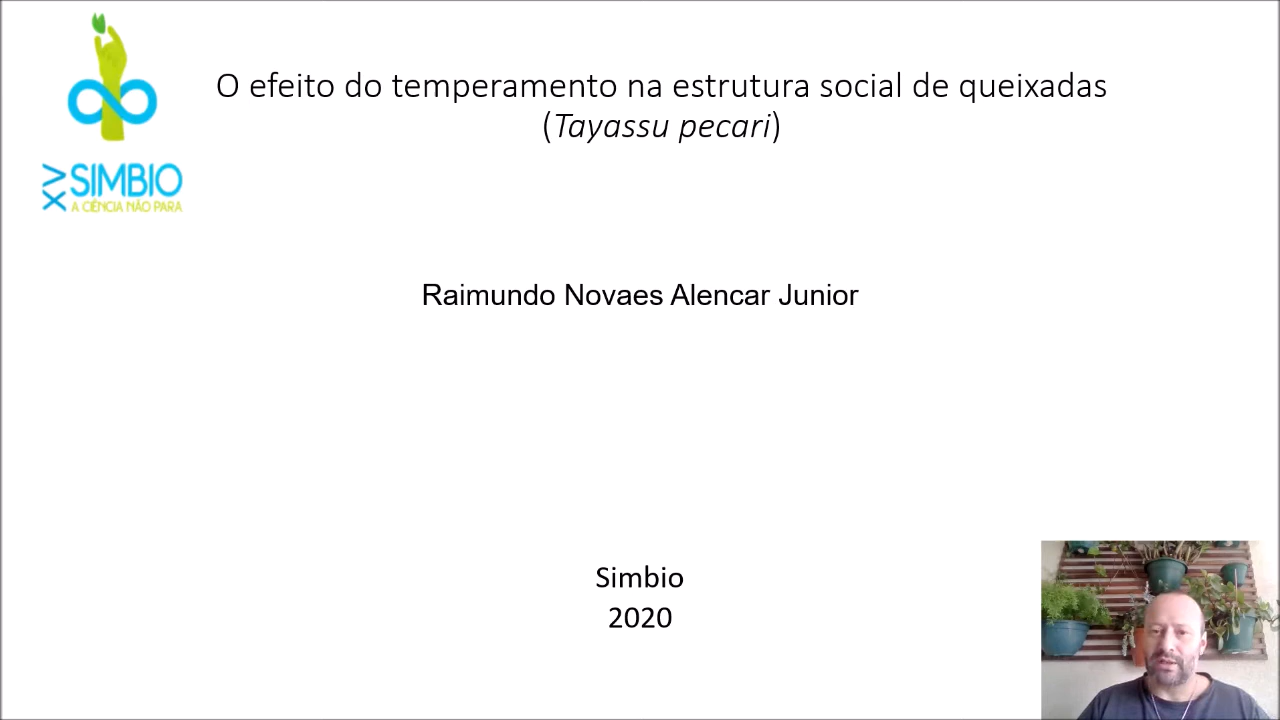 O efeito do temperamento na estrutura social de queixadas
(Tayassu pecari)
XV SIMBIO
A CIÊNCIA NÃO PARA
Raimundo Novaes Alencar Junior
Simbio
2020